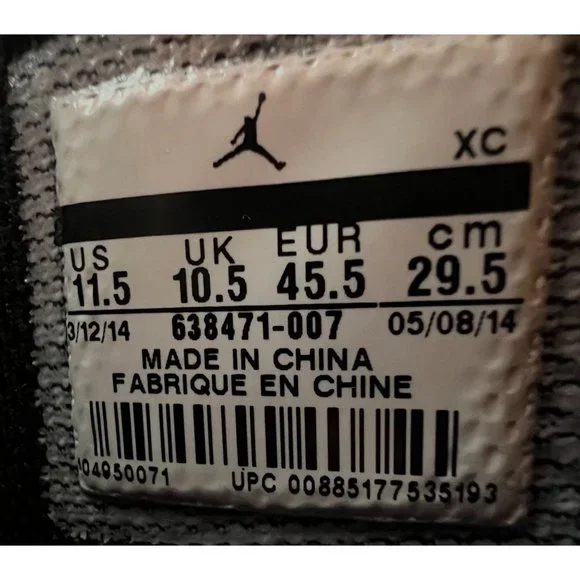 XC
US UK EUR cm
11.5 10.5 45.5 29.5
3/12/14 638471-007 05/08/14
MADE IN CHINA
FABRIQUE EN CHINE
04950071 UPC 00885177535193